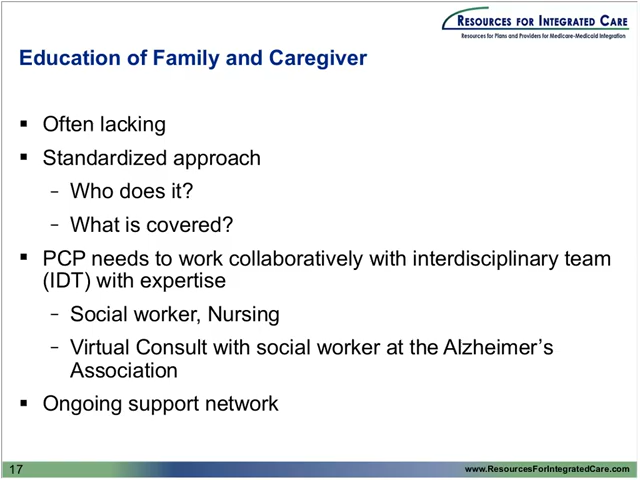 RESOURCES FOR INTEGRATED CARE
Resources for Plans and Providers for Medicare-Medicaid Integration
Education of Family and Caregiver
▪ Often lacking
▪ Standardized approach
– Who does it?
– What is covered?
▪ PCP needs to work collaboratively with interdisciplinary team
(IDT) with expertise
– Social worker, Nursing
– Virtual Consult with social worker at the Alzheimer’s
Association
▪ Ongoing support network
17
www.ResourcesForIntegratedCare.com